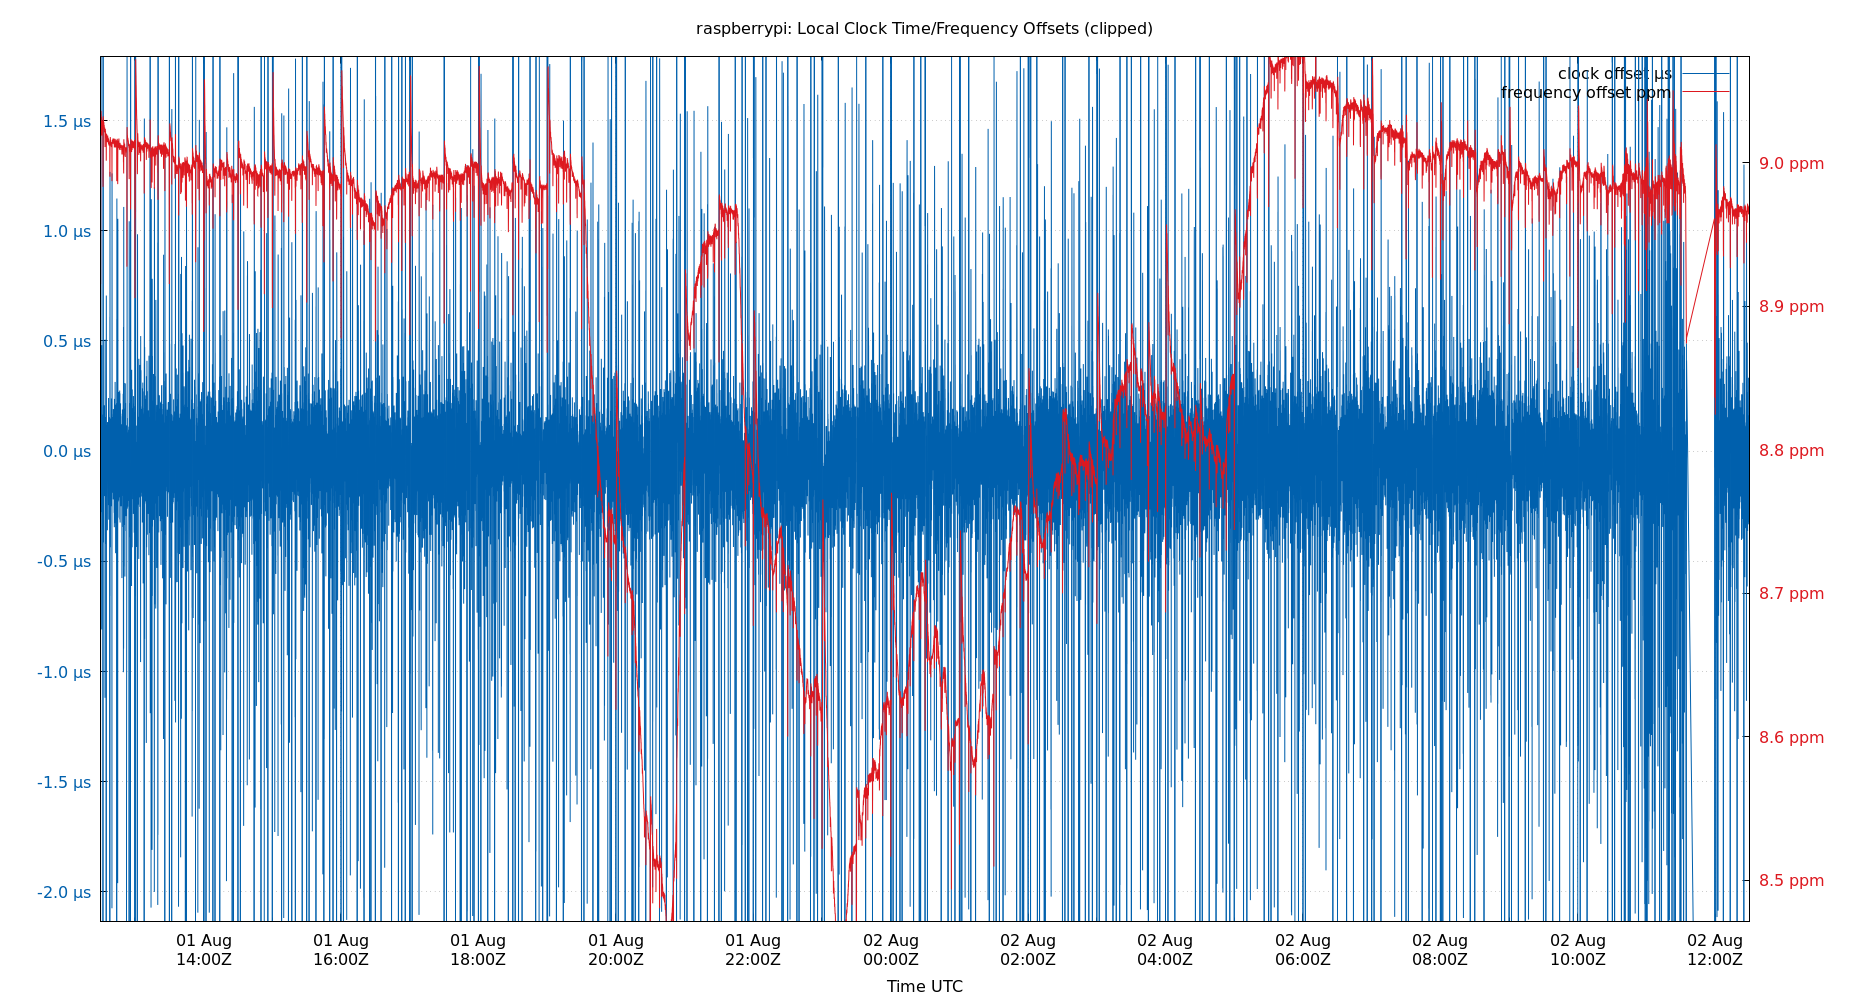 raspberrypi: Local Clock Time/Frequency Offsets (clipped)
clock offset µs
frequency offset ppm
1.5 µs
1.0 µs
0.5 µs
0.0 µs
-0.5 µs
-1.0 µs
-1.5 µs
-2.0 µs
9.0 ppm
8.9 ppm
8.8 ppm
8.7 ppm
8.6 ppm
8.5 ppm
01 Aug
14:00Z
01 Aug
16:00Z
01 Aug
18:00Z
01 Aug
20:00Z
01 Aug
22:00Z
02 Aug
00:00Z
02 Aug
02:00Z
02 Aug
04:00Z
02 Aug
06:00Z
02 Aug
08:00Z
02 Aug
10:00Z
02 Aug
12:00Z
Time UTC